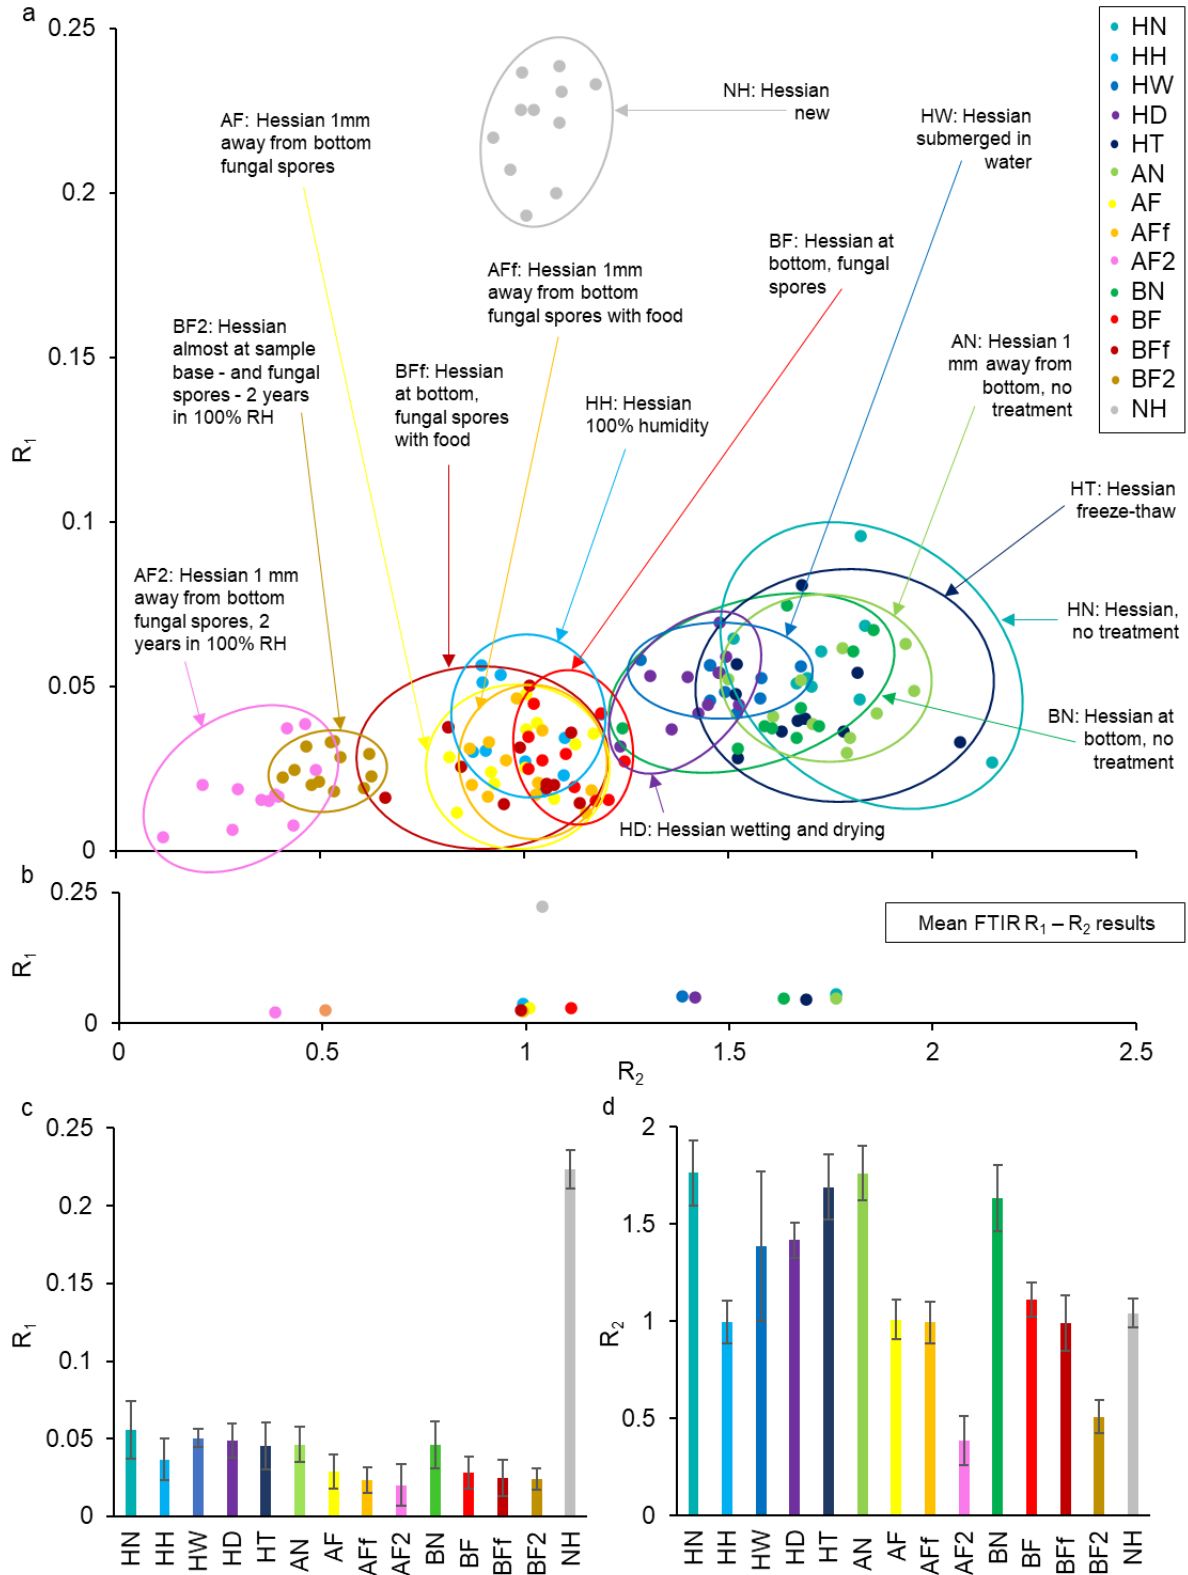 a
0.25
0.2
0.15
0.1
0.05
0
R1
NH: Hessian
new
AF: Hessian 1mm
away from bottom
fungal spores
HW: Hessian
submerged in
water
BF: Hessian at
bottom, fungal
spores
AFf: Hessian 1mm
away from bottom
fungal spores with food
BF2: Hessian
almost at sample
base - and fungal
spores - 2 years
in 100% RH
BFf: Hessian
at bottom,
fungal spores
with food
HH: Hessian
100% humidity
AN: Hessian 1
mm away from
bottom, no
treatment
HT: Hessian
freeze-thaw
AF2: Hessian 1 mm
away from bottom
fungal spores, 2
years in 100% RH
HN: Hessian,
no treatment
BN: Hessian at
bottom, no
treatment
HD: Hessian wetting and drying
HN
HH
HW
HD
HT
AN
AF
AFf
AF2
BN
BF
BFf
BF2
NH
0
0.5
1
1.5
2
2.5
b
0.25
0
R1
Mean FTIR R1 – R2 results
0
0.5
1
1.5
2
2.5
R2
c
0.25
0.2
0.15
0.1
0.05
0
R1
HN
HH
HW
HD
HT
AN
AF
AFf
AF2
BN
BF
BFf
BF2
NH
d
2
1.5
1
0.5
0
R2
HN
HH
HW
HD
HT
AN
AF
AFf
AF2
BN
BF
BFf
BF2
NH